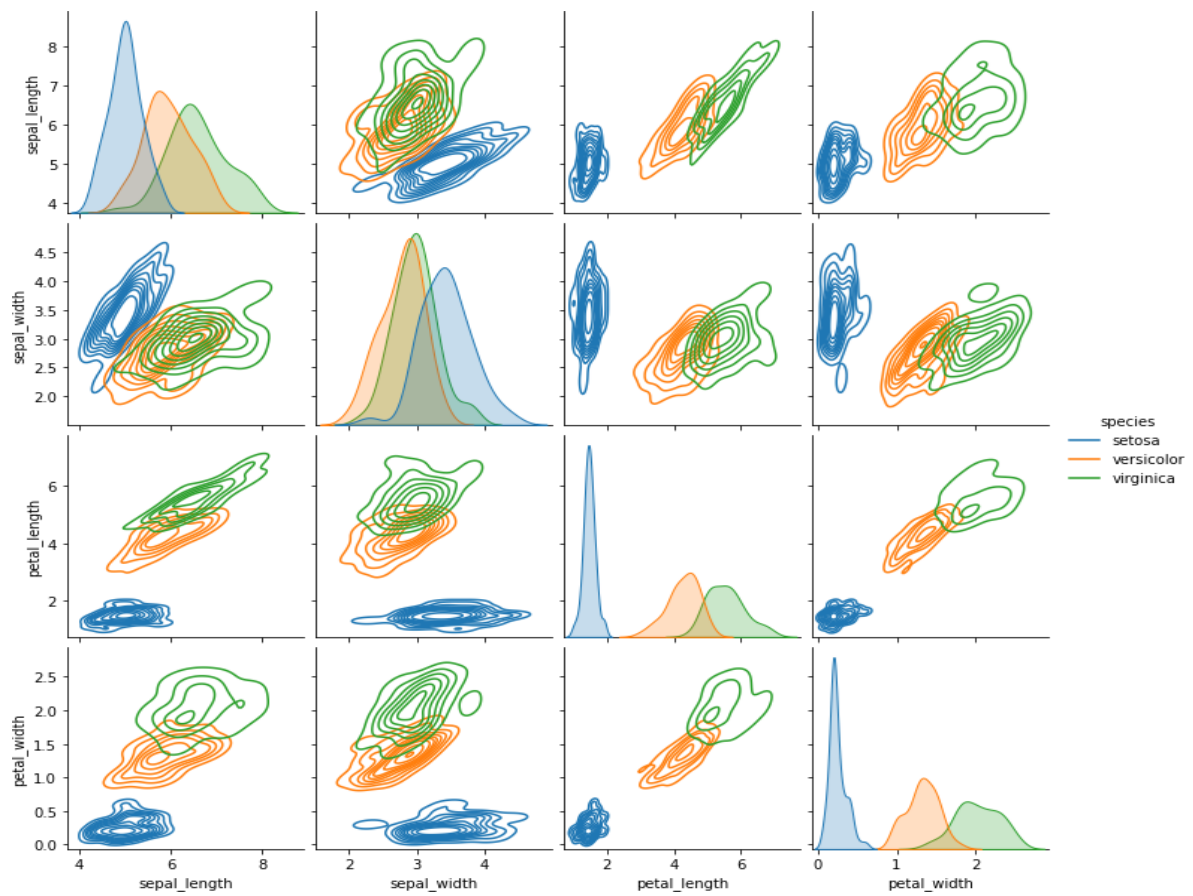 sepal_length
8
7
6
5
4
sepal_width
4.5
4.0
3.5
3.0
2.5
2.0
petal_length
6
4
2
petal_width
2.5
2.0
1.5
1.0
0.5
0.0
4 6 8
sepal_length
2 3 4
sepal_width
2 4 6
petal_length
0 1 2
petal_width
species
setosa
versicolor
virginica